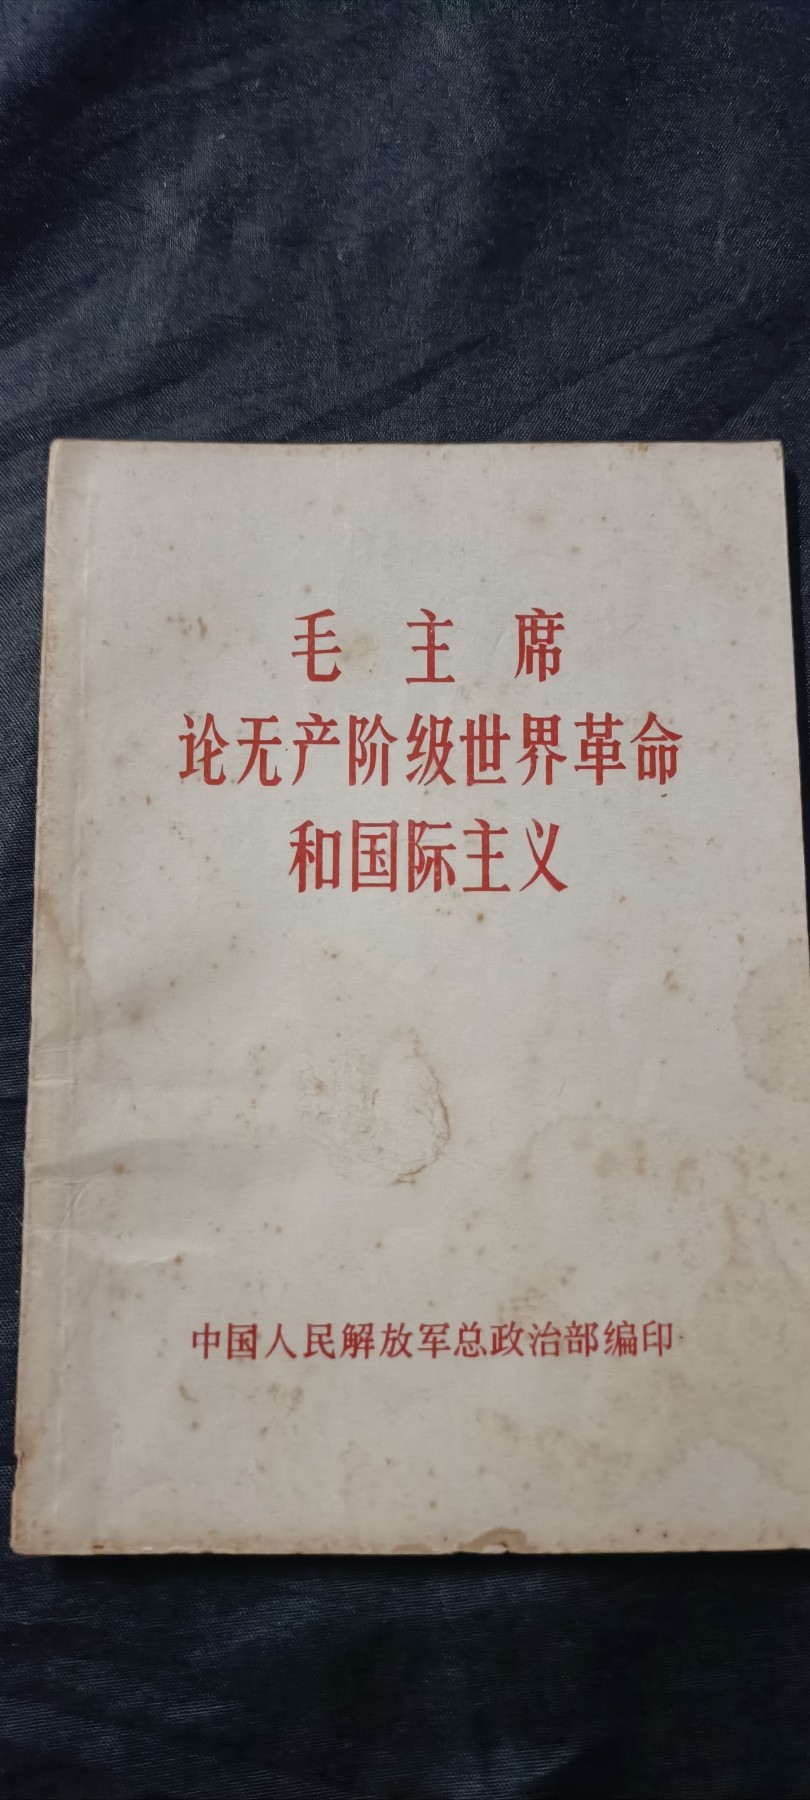 毛主席
论无产阶级世界革命
和国际主义
中国人民解放军总政治部编印